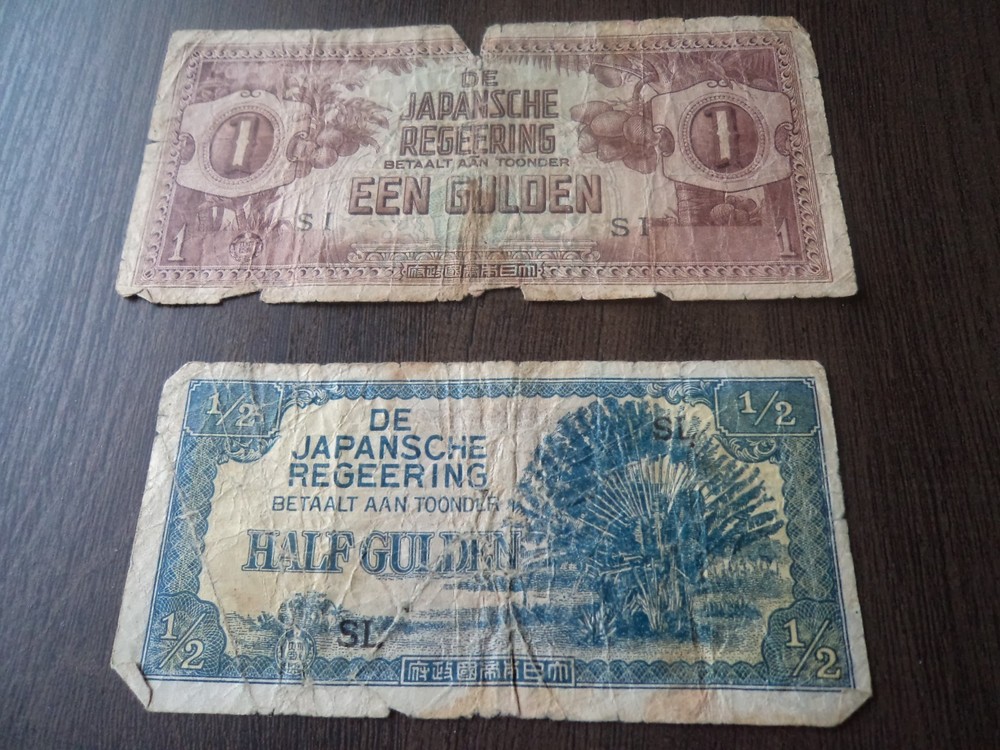 DE
JAPANSCHE
REGEERING
BETAALT AAN TOONDER
EEN GULDEN
1
1
SI
SI
1
1
大日本帝國政府
1/2
1/2
DE
JAPANSCHE
REGEERING
BETAALT AAN TOONDER
HALF GULDEN
SL
SL
1/2
1/2
大日本帝國政府